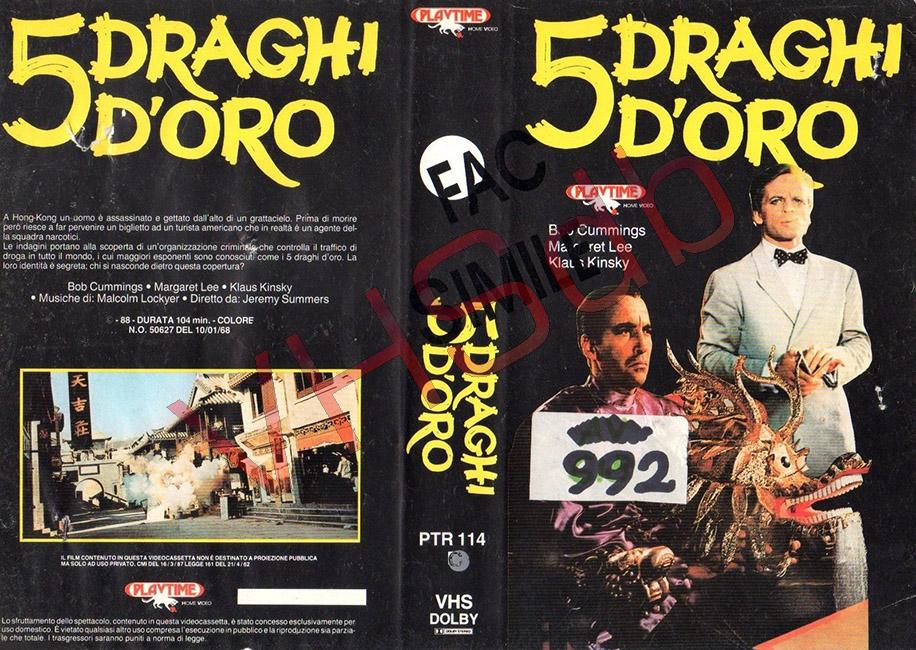 5 DRAGHI
D'ORO
A Hong-Kong un uomo è assassinato e gettato dall'alto di un grattacielo. Prima di morire
però riesce a far pervenire un biglietto ad un turista americano che in realtà è un agente del-
la squadra narcotici.
Le indagini portano alla scoperta di un'organizzazione criminale che controlla il traffico di
droga in tutto il mondo, i cui maggiori esponenti sono conosciuti come i 5 draghi d'oro. La
loro identità è segreta; chi si nasconde dietro questa copertura?
Bob Cummings • Margaret Lee • Klaus Kinsky
• Musiche di: Malcolm Lockyer • Diretto da: Jeremy Summers
© - 88 - DURATA 104 min. - COLORE
N.O. 50627 DEL 10/01/68
天吉莊
IL FILM CONTENUTO IN QUESTA VIDEOCASSETTA NON È DESTINATO A PROIEZIONE PUBBLICA
MA SOLO AD USO PRIVATO. CMI DEL 16/3/87 LEGGE 161 DEL 21/4/62
PLAYTIME
HOME VIDEO
Lo sfruttamento dello spettacolo, contenuto in questa videocassetta, è stato concesso esclusivamente per
uso domestico. È vietato qualsiasi altro uso compresa l'esecuzione in pubblico e la riproduzione sia parzia-
le che totale. I trasgressori saranno puniti a norma di legge.
PLAYTIME
HOME VIDEO
FAC
SIMILE
5 DRAGHI
D'ORO
PTR 114
VHS
DOLBY
DOLBY STEREO
5 DRAGHI
D'ORO
PLAYTIME
HOME VIDEO
Bob Cummings
Margaret Lee
Klaus Kinsky
992
VHSdb